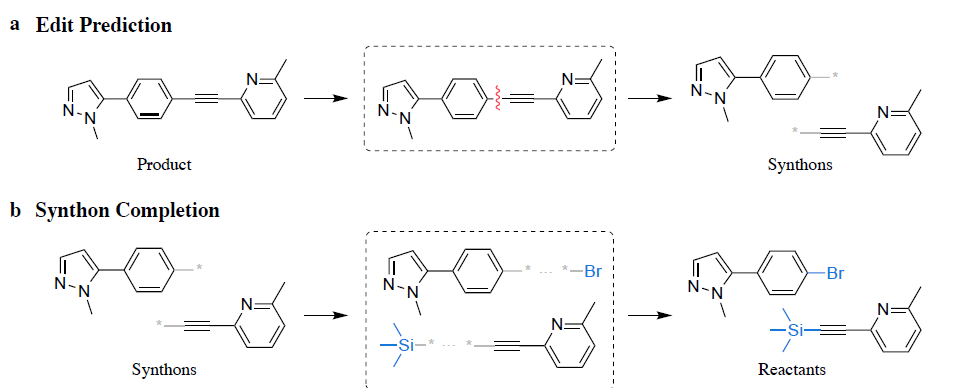 a Edit Prediction
N N N
N N N
N N
N
Product
Synthons
b Synthon Completion
N N
N
N N Br
Si N
N N Br
Si N
Synthons
Reactants